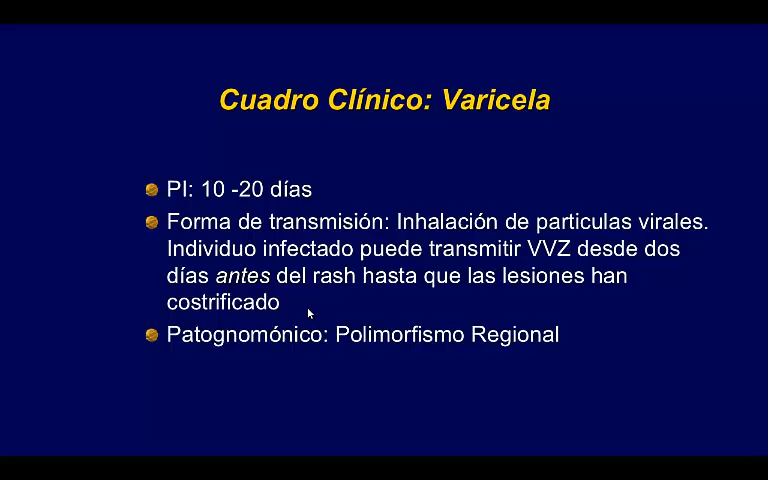 Cuadro Clínico: Varicela
PI: 10 -20 días
Forma de transmisión: Inhalación de particulas virales.
Individuo infectado puede transmitir VVZ desde dos
días antes del rash hasta que las lesiones han
costrificado
Patognomónico: Polimorfismo Regional